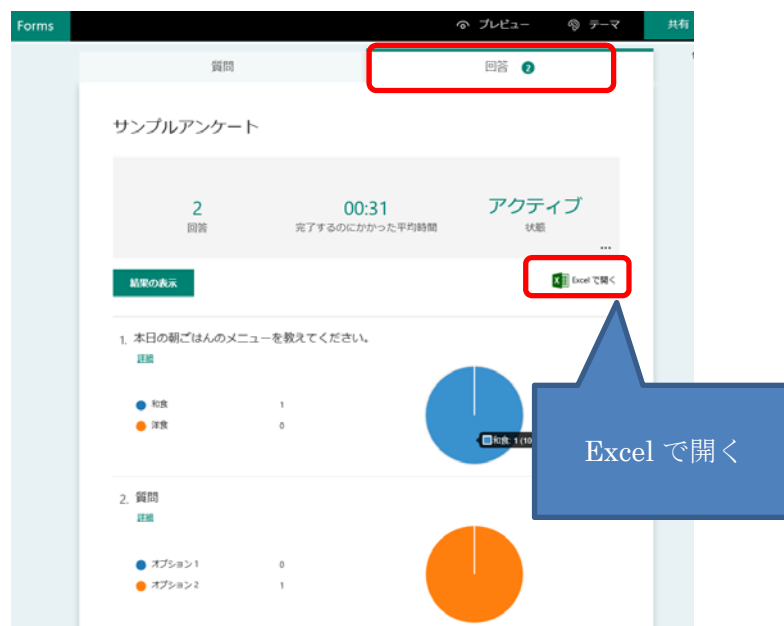 Forms
プレビュー
テーマ
共有
質問
回答 2
サンプルアンケート
2
回答
00:31
完了するのにかかった平均時間
アクティブ
状態
...
結果の表示
Excel で開く
1. 本日の朝ごはんのメニューを教えてください。
詳細
和食 1
洋食 0
和食: 1 (10
Excel で開く
2. 質問
詳細
オプション 1 0
オプション 2 1